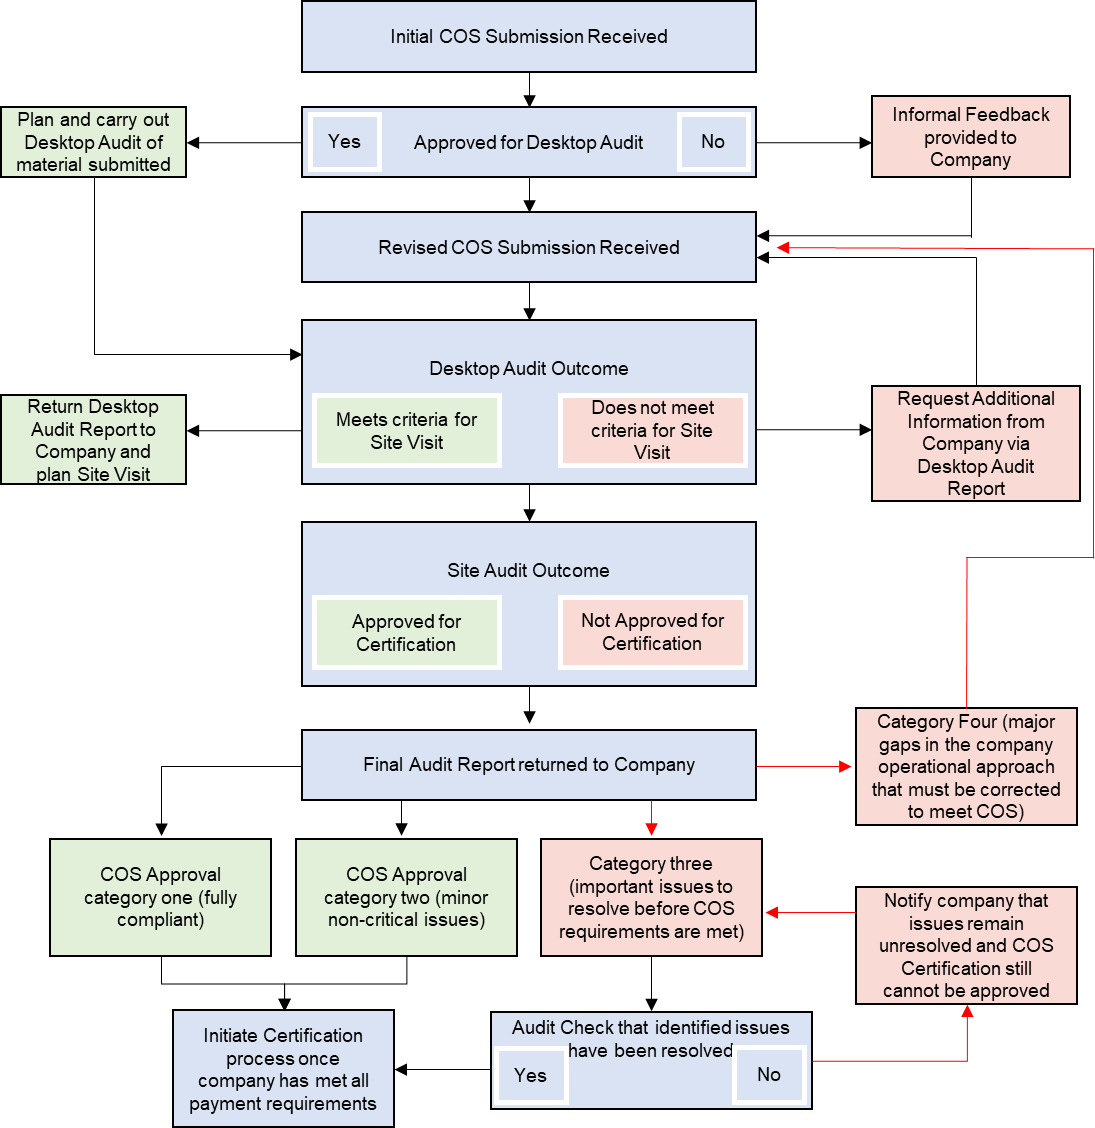 Initial COS Submission Received
Plan and carry out
Desktop Audit of
material submitted
Yes
Approved for Desktop Audit
No
Informal Feedback
provided to
Company
Revised COS Submission Received
Desktop Audit Outcome
Meets criteria for
Site Visit
Does not meet
criteria for Site
Visit
Return Desktop
Audit Report to
Company and
plan Site Visit
Request Additional
Information from
Company via
Desktop Audit
Report
Site Audit Outcome
Approved for
Certification
Not Approved for
Certification
Final Audit Report returned to Company
Category Four (major
gaps in the company
operational approach
that must be corrected
to meet COS)
COS Approval
category one (fully
compliant)
COS Approval
category two (minor
non-critical issues)
Category three
(important issues to
resolve before COS
requirements are met)
Notify company that
issues remain
unresolved and COS
Certification still
cannot be approved
Initiate Certification
process once
company has met all
payment requirements
Audit Check that identified issues
have been resolved
Yes
No